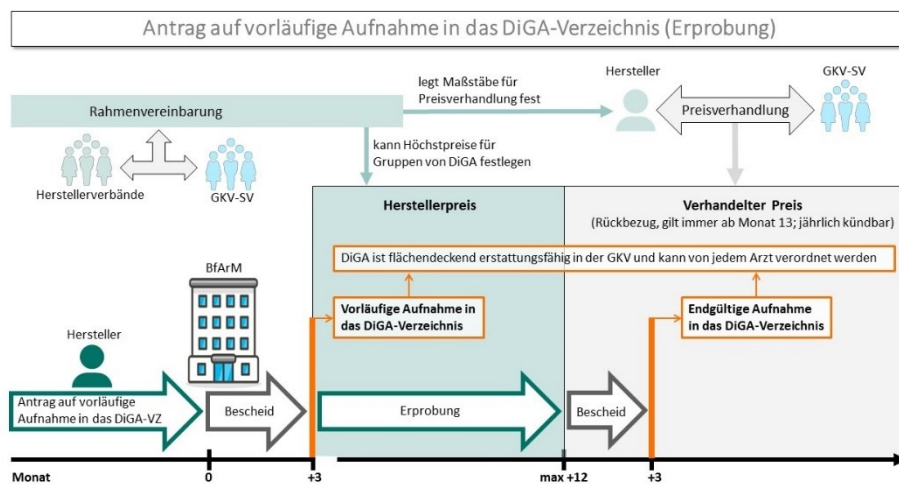 Antrag auf vorläufige Aufnahme in das DiGA-Verzeichnis (Erprobung)
Rahmenvereinbarung
legt Maßstäbe für
Preisverhandlung fest
Hersteller
Preisverhandlung
GKV-SV
kann Höchstpreise für
Gruppen von DiGA festlegen
Herstellerverbände
GKV-SV
Herstellerpreis
Verhandelter Preis
(Rückbezug, gilt immer ab Monat 13; jährlich kündbar)
DiGA ist flächendeckend erstattungsfähig in der GKV und kann von jedem Arzt verordnet werden
BfArM
Vorläufige Aufnahme in
das DiGA-Verzeichnis
Endgültige Aufnahme
in das DiGA-Verzeichnis
Hersteller
Antrag auf vorläufige
Aufnahme in das DiGA-VZ
Bescheid
Erprobung
Bescheid
Monat
0
+3
max +12
+3